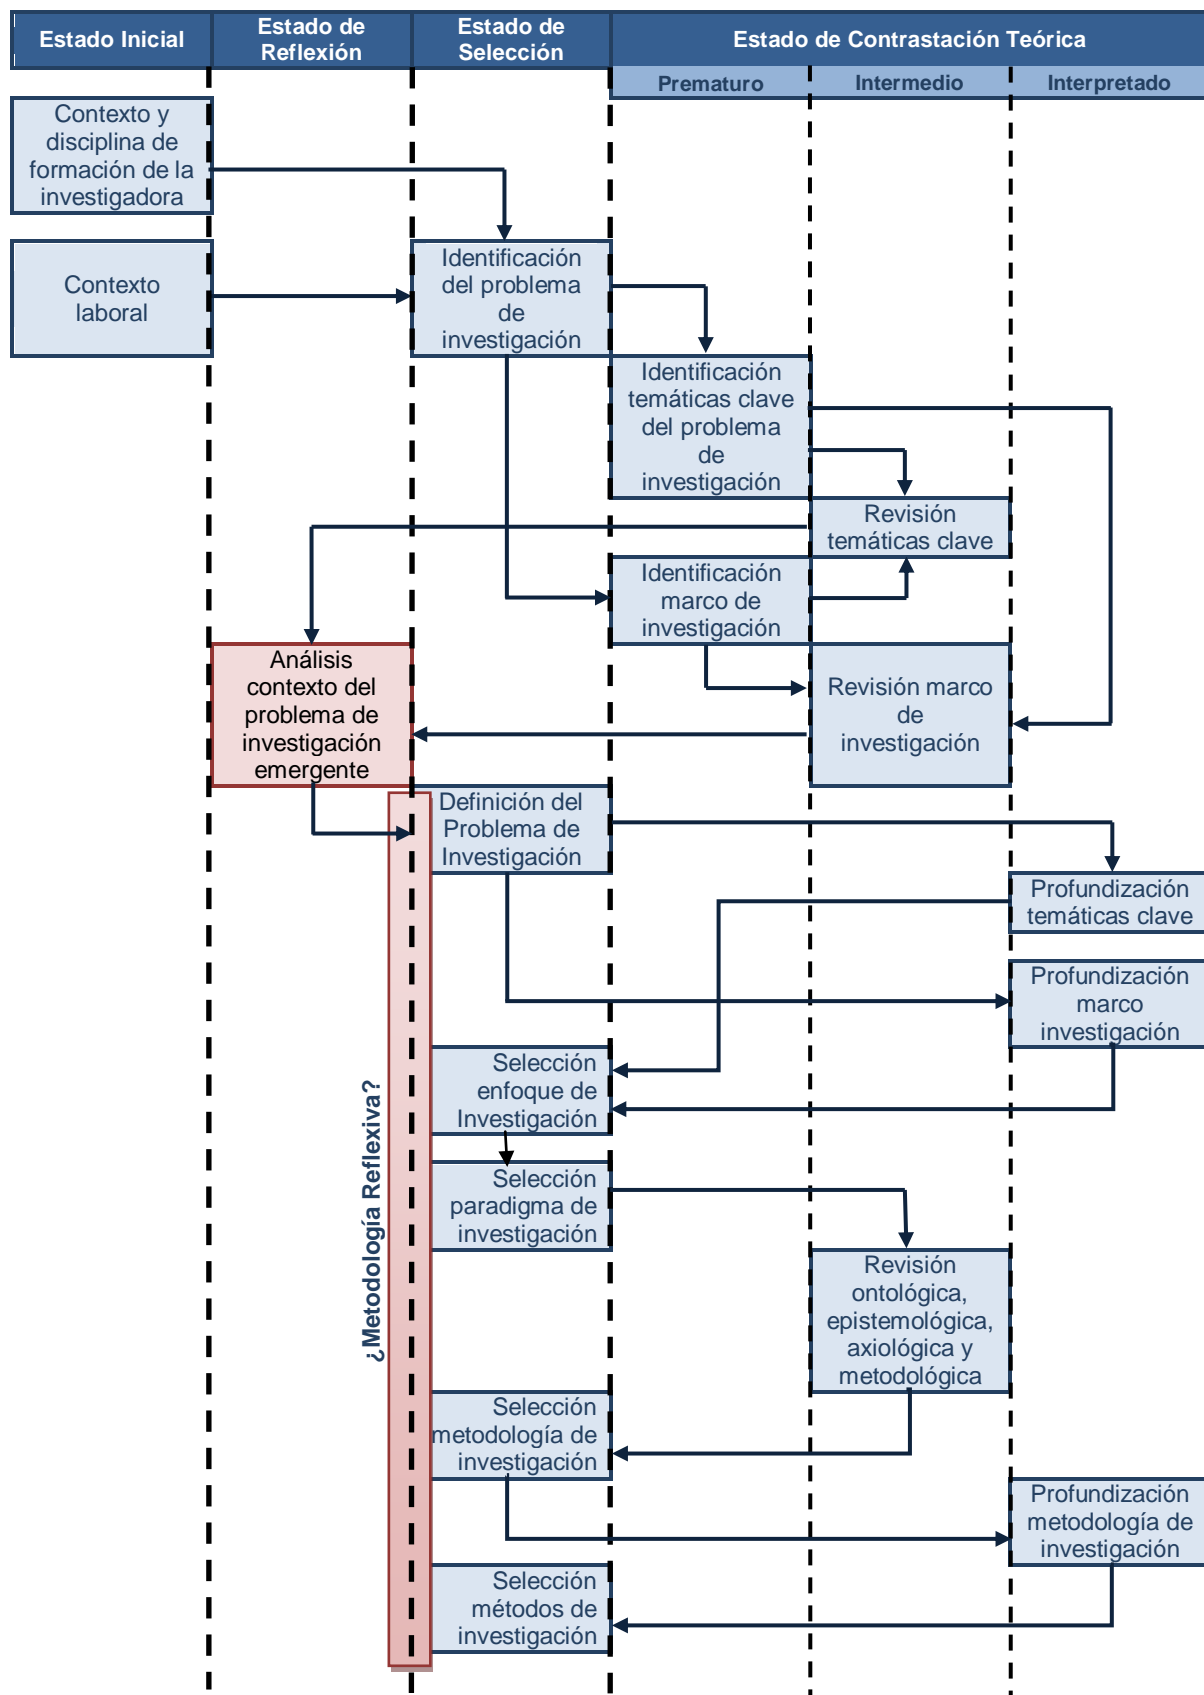 Estado Inicial
Estado de
Reflexión
Estado de
Selección
Estado de Contrastación Teórica
Prematuro
Intermedio
Interpretado
Contexto y
disciplina de
formación de la
investigadora
Contexto
laboral
Identificación
del problema
de
investigación
Identificación
temáticas clave
del problema
de
investigación
Revisión
temáticas clave
Identificación
marco de
investigación
Análisis
contexto del
problema de
investigación
emergente
Revisión marco
de
investigación
Definición del
Problema de
Investigación
Profundización
temáticas clave
Profundización
marco
investigación
¿Metodología Reflexiva?
Selección
enfoque de
Investigación
Selección
paradigma de
investigación
Revisión
ontológica,
epistemológica,
axiológica y
metodológica
Selección
metodología de
investigación
Profundización
metodología de
investigación
Selección
métodos de
investigación